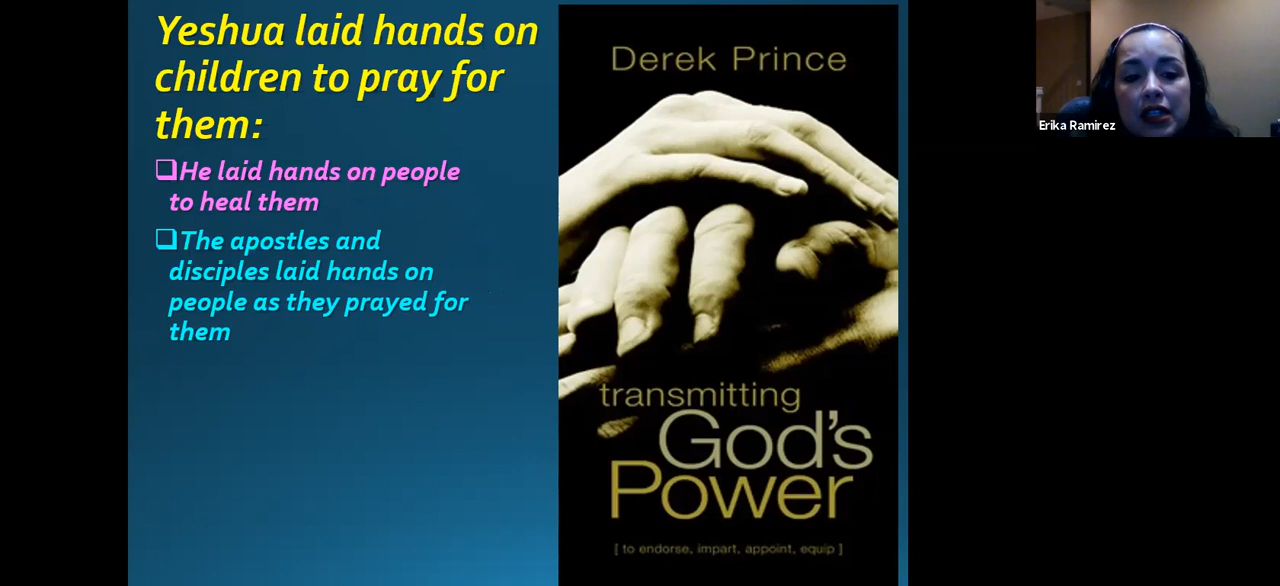 Yeshua laid hands on
children to pray for
them:
He laid hands on people
to heal them
The apostles and
disciples laid hands on
people as they prayed for
them
Derek Prince
transmitting
God's
Power
[ to endorse, impart, appoint, equip ]
Erika Ramirez